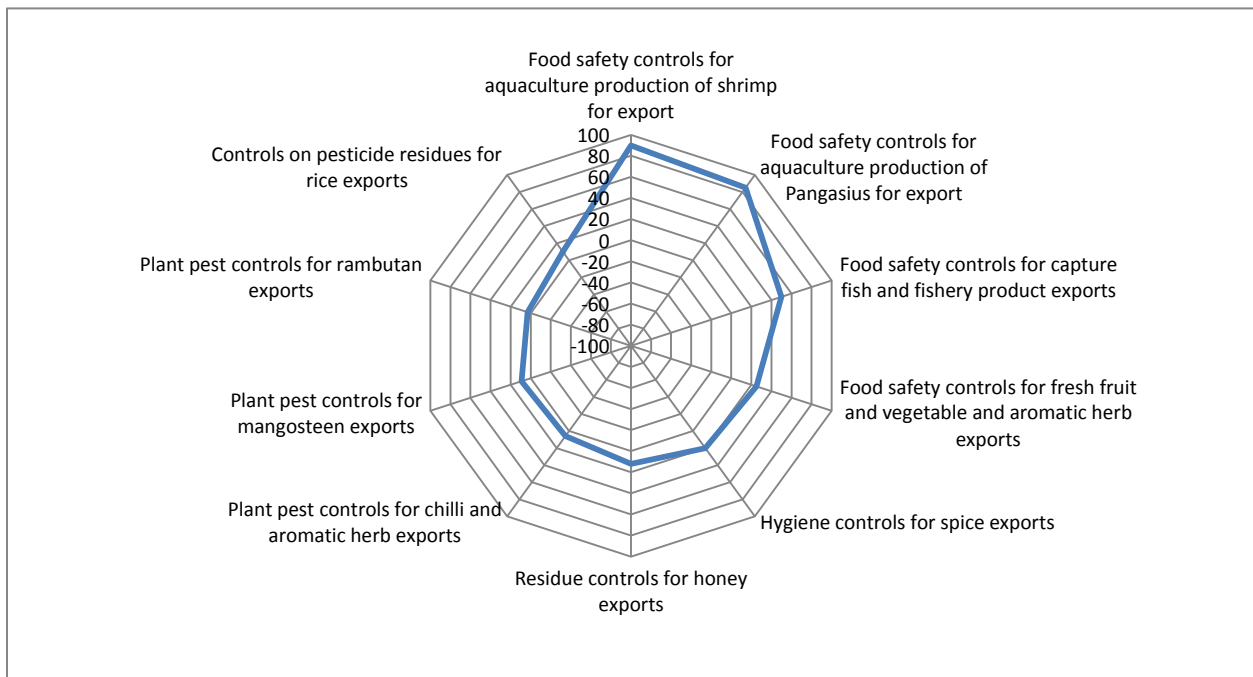 Food safety controls for
aquaculture production of shrimp
for export
Food safety controls for
aquaculture production of
Pangasius for export
Food safety controls for capture
fish and fishery product exports
Food safety controls for fresh fruit
and vegetable and aromatic herb
exports
Hygiene controls for spice exports
Residue controls for honey
exports
Plant pest controls for chilli and
aromatic herb exports
Plant pest controls for
mangosteen exports
Plant pest controls for rambutan
exports
Controls on pesticide residues for
rice exports
100
80
60
40
20
0
-20
-40
-60
-80
-100